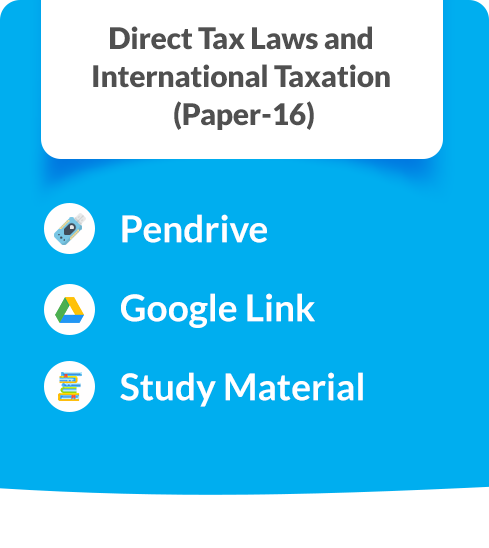 Direct Tax Laws and
International Taxation
(Paper-16)
Pendrive
Google Link
Study Material